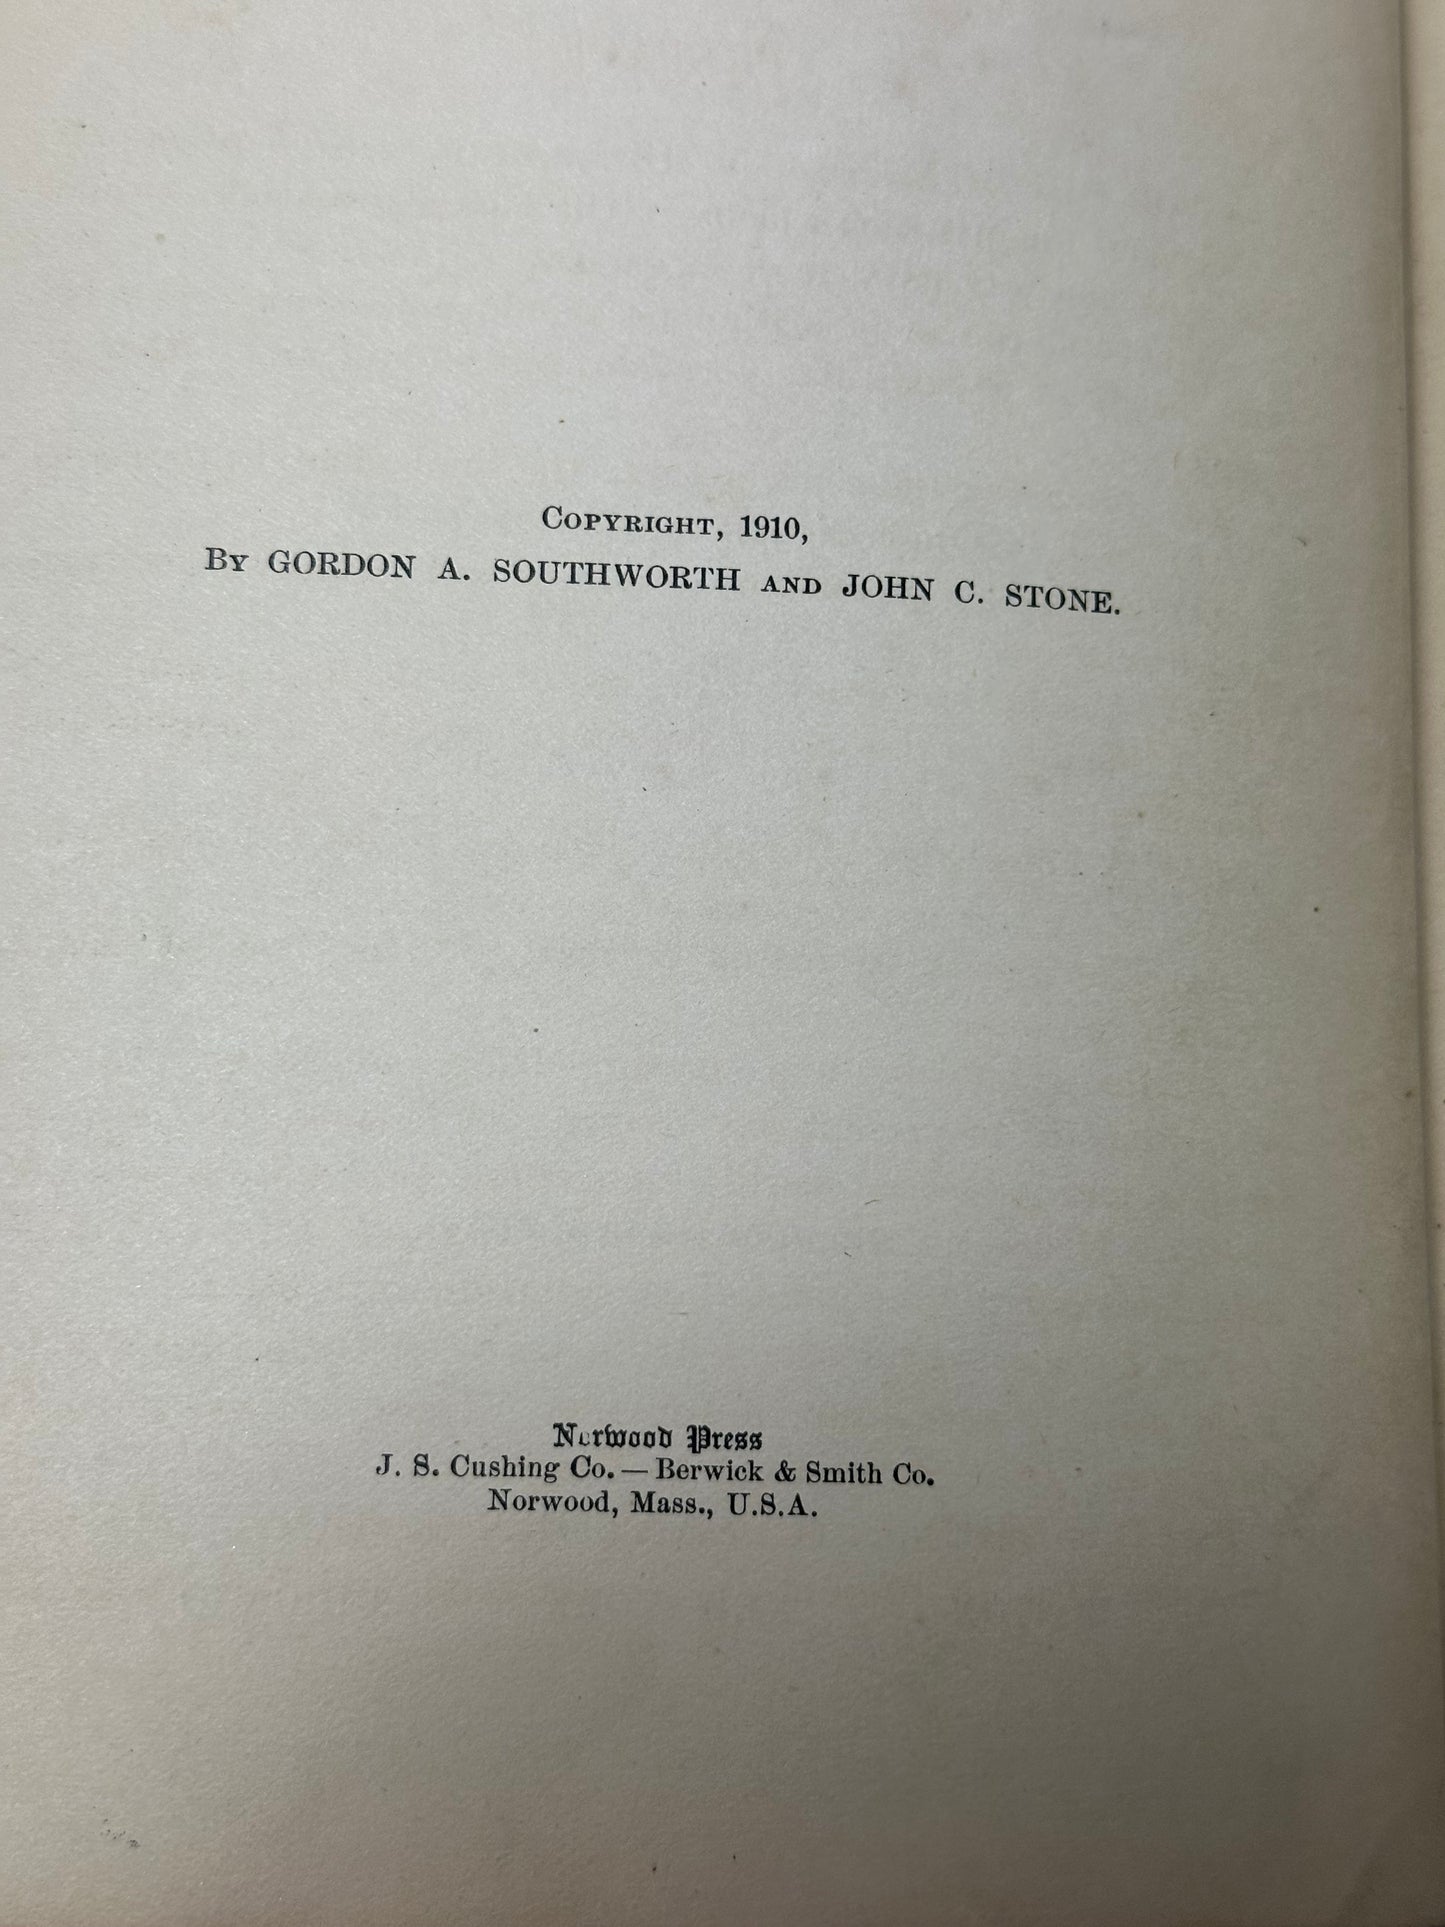 COPYRIGHT, 1910,
BY GORDON A. SOUTHWORTH AND JOHN C. STONE.
Norwood Press
J. S. Cushing Co. — Berwick & Smith Co.
Norwood, Mass., U.S.A.